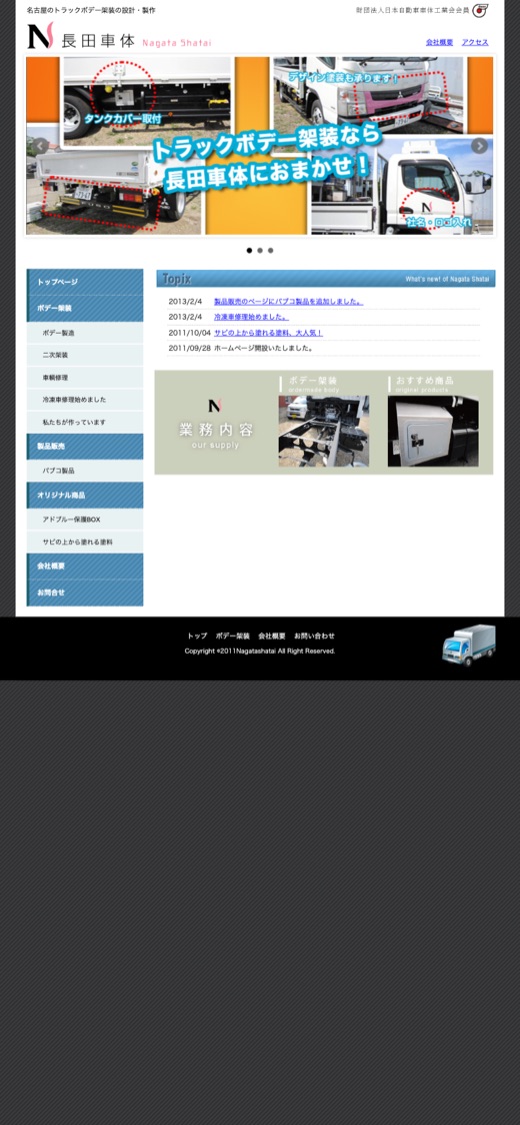 名古屋のトラックボデー架装の設計・製作
財団法人日本自動車車体工業会会員
N 長田車体 Nagata Shatai
会社概要 アクセス
タンクカバー取付
デザイン塗装も承ります！
トラックボデー架装なら
長田車体におまかせ！
社名・ロゴ入れ
トップページ
ボデー架装
ボデー製造
二次架装
車輌修理
冷凍車修理始めました
私たちが作っています
製品販売
パブコ製品
オリジナル商品
アドブルー保護BOX
サビの上から塗れる塗料
会社概要
お問合せ
Topix What's new! of Nagata Shatai
2013/2/4 製品販売のページにパブコ製品を追加しました。
2013/2/4 冷凍車修理始めました。
2011/10/04 サビの上から塗れる塗料、大人気！
2011/09/28 ホームページ開設いたしました。
N
業務内容
our supply
ボデー架装
ordermade body
おすすめ商品
original products
トップ ボデー架装 会社概要 お問い合わせ
Copyright ©2011Nagatashatai All Right Reserved.